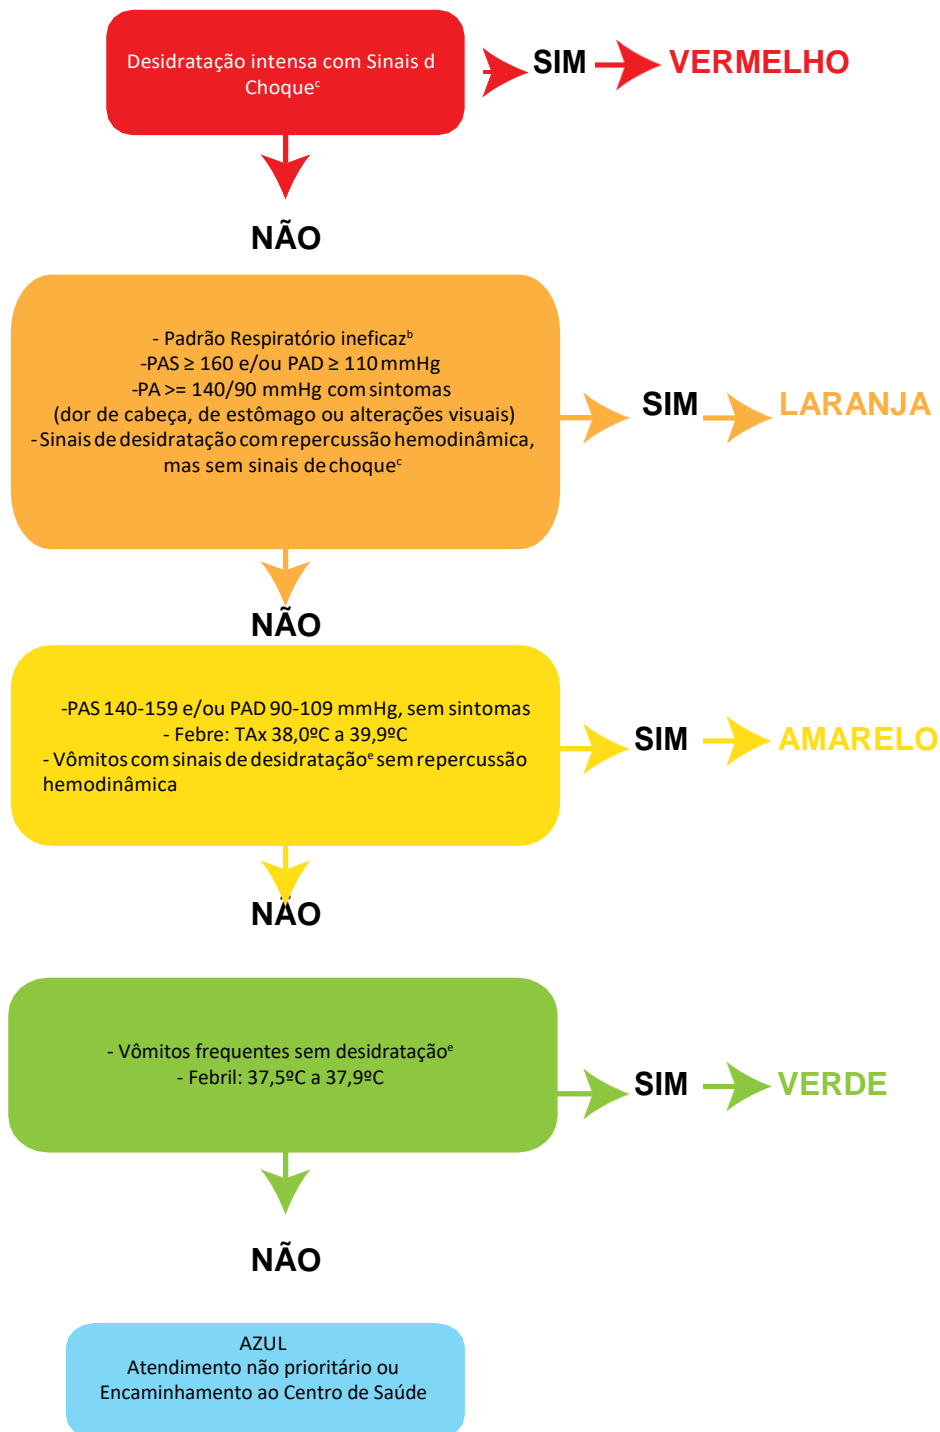 Desidratação intensa com Sinais d
Choqueᶜ
SIM
VERMELHO
NÃO
- Padrão Respiratório ineficazᵇ
-PAS ≥ 160 e/ou PAD ≥ 110 mmHg
-PA >= 140/90 mmHg com sintomas
(dor de cabeça, de estômago ou alterações visuais)
- Sinais de desidratação com repercussão hemodinâmica,
mas sem sinais de choqueᶜ
SIM
LARANJA
NÃO
-PAS 140-159 e/ou PAD 90-109 mmHg, sem sintomas
- Febre: TAx 38,0ºC a 39,9ºC
- Vômitos com sinais de desidrataçãoᵉ sem repercussão
hemodinâmica
SIM
AMARELO
NÃO
- Vômitos frequentes sem desidrataçãoᵉ
- Febril: 37,5ºC a 37,9ºC
SIM
VERDE
NÃO
AZUL
Atendimento não prioritário ou
Encaminhamento ao Centro de Saúde